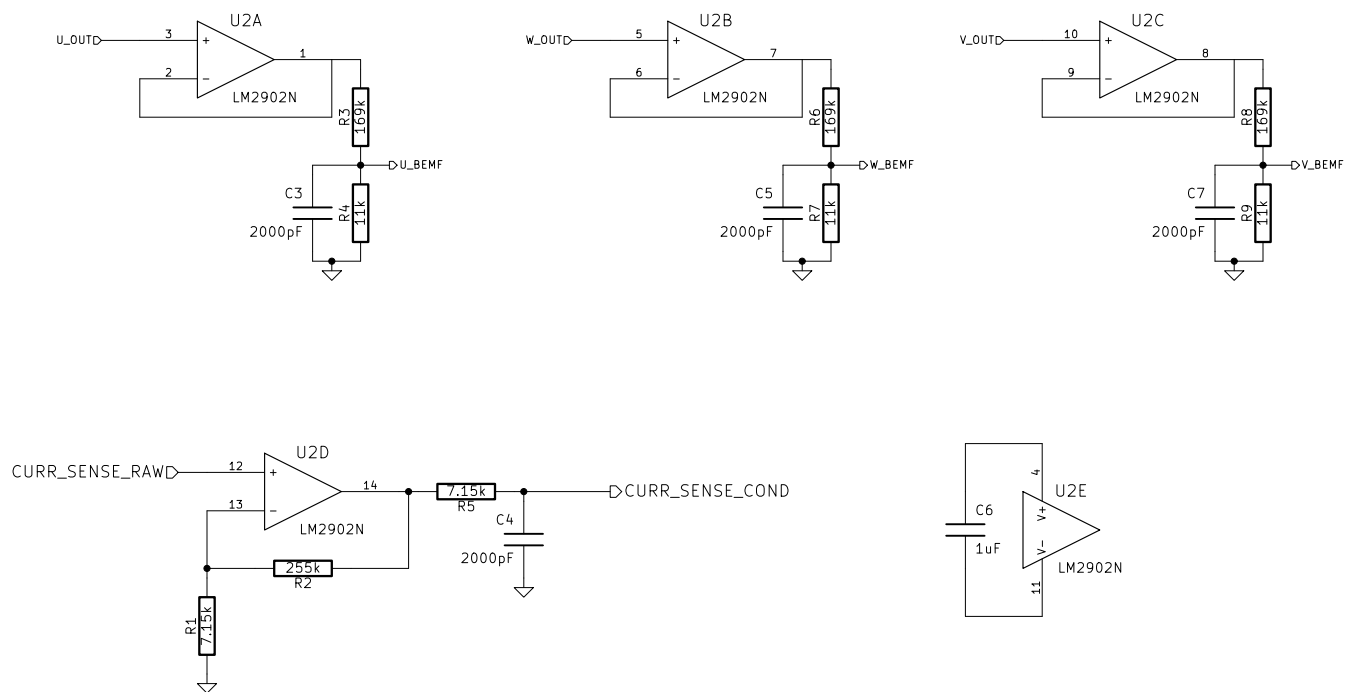 U2A
U_OUT
3
+
2
−
1
LM2902N
R3
169k
U_BEMF
C3
2000pF
R4
11k
U2B
W_OUT
5
+
6
−
7
LM2902N
R6
169k
W_BEMF
C5
2000pF
R7
11k
U2C
V_OUT
10
+
9
−
8
LM2902N
R8
169k
V_BEMF
C7
2000pF
R9
11k
U2D
CURR_SENSE_RAW
12
+
13
−
14
LM2902N
7.15k
R5
CURR_SENSE_COND
C4
2000pF
255k
R2
R1
7.15k
4
U2E
C6
1uF
V+
V-
LM2902N
11